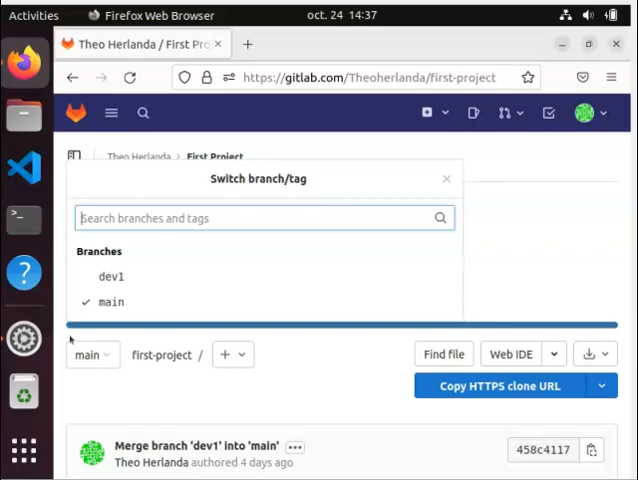 Activities
Firefox Web Browser
oct. 24 14:37
Theo Herlanda / First Pro
https://gitlab.com/Theoherlanda/first-project
Theo Herlanda
First Project
Switch branch/tag
Search branches and tags
Branches
dev1
main
main
first-project /
Find file
Web IDE
Copy HTTPS clone URL
Merge branch 'dev1' into 'main'
Theo Herlanda authored 4 days ago
458c4117